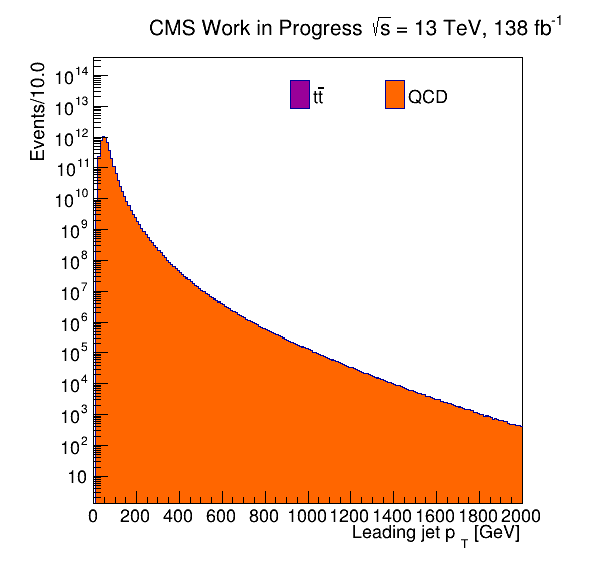 CMS Work in Progress √s = 13 TeV, 138 fb⁻¹
Events/10.0
tt̄ QCD
10¹⁴
10¹³
10¹²
10¹¹
10¹⁰
10⁹
10⁸
10⁷
10⁶
10⁵
10⁴
10³
10²
10
0 200 400 600 800 1000 1200 1400 1600 1800 2000
Leading jet p_T [GeV]